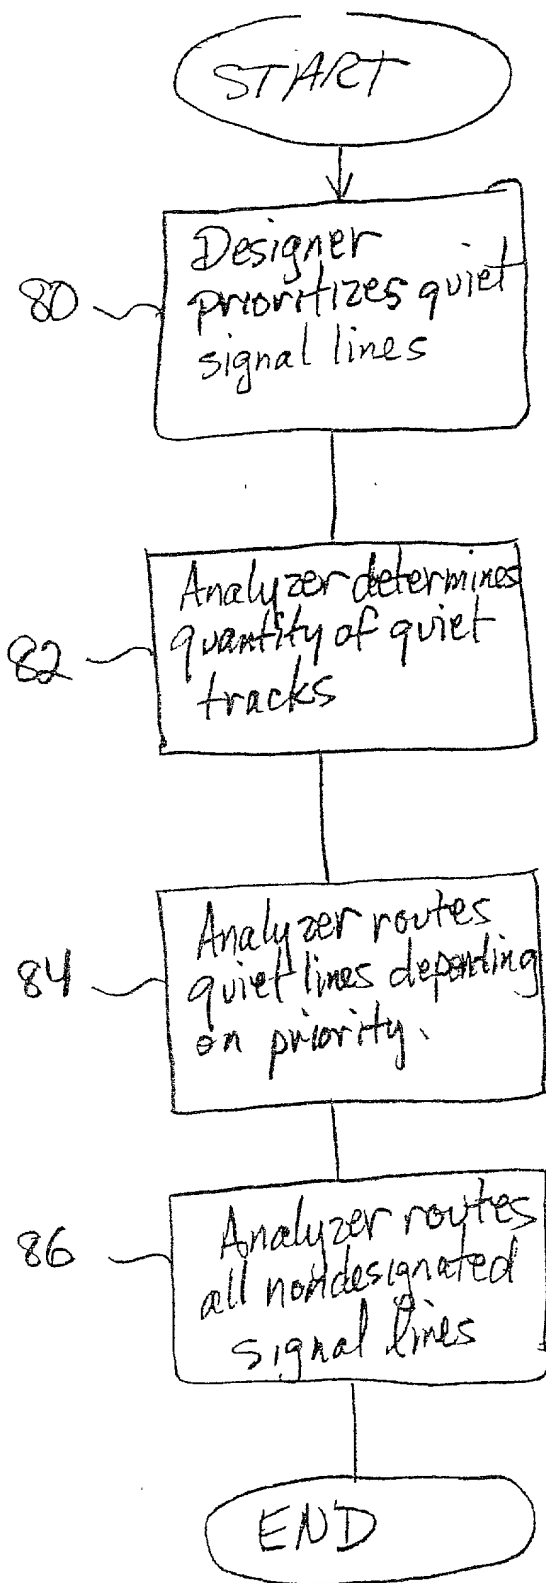 START
80
Designer
prioritizes quiet
signal lines
82
Analyzer determines
quantity of quiet
tracks
84
Analyzer routes
quiet lines depending
on priority.
86
Analyzer routes
all nondesignated
signal lines
END